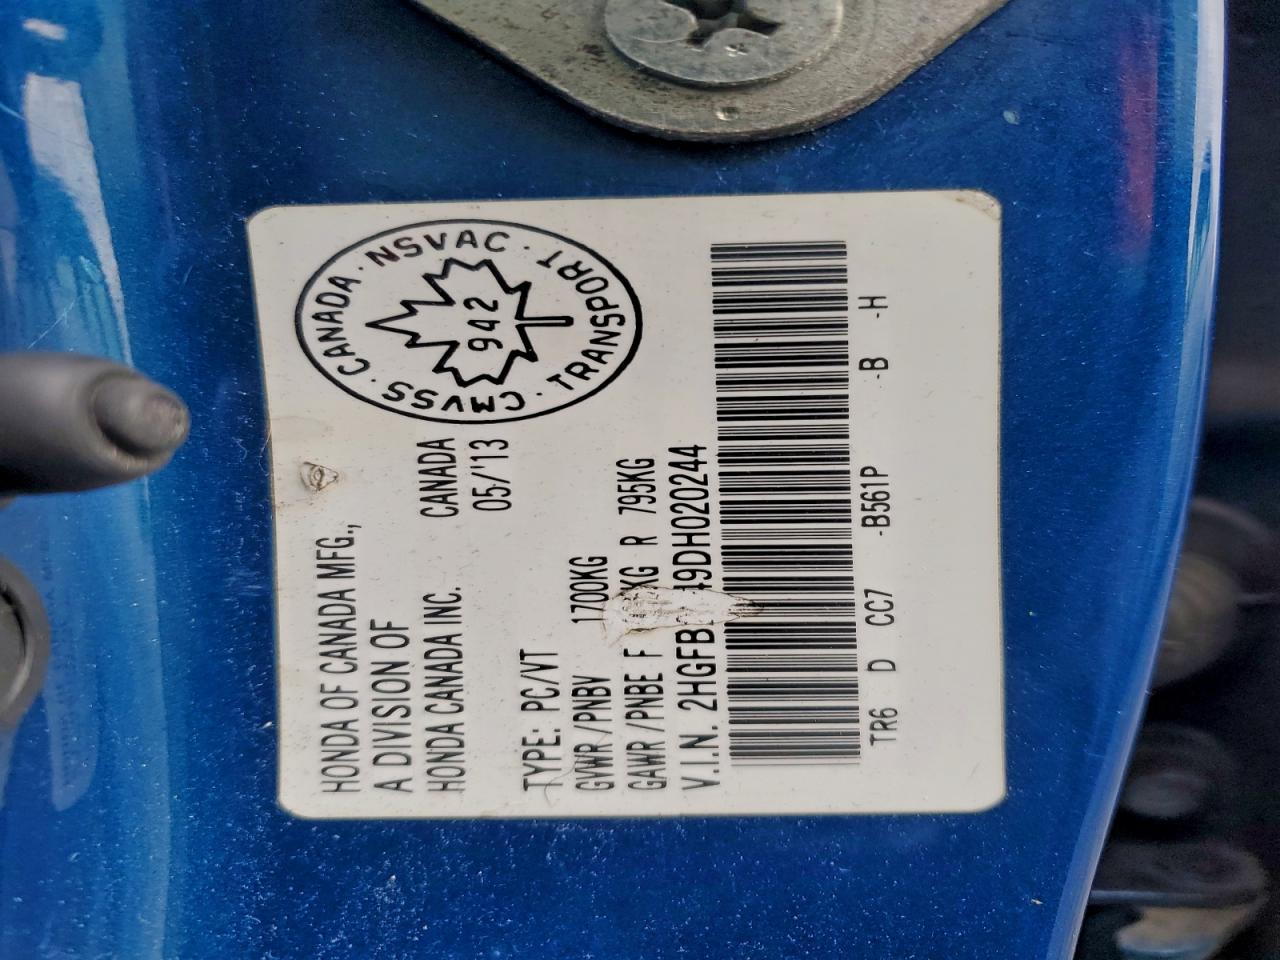 HONDA OF CANADA MFG.,
A DIVISION OF
HONDA CANADA INC. CANADA
05/'13
CANADA · NSVAC · TRANSPORT · CMVSS ·
942
TYPE: PC/VT
GVWR/PNBV 1700KG
GAWR/PNBE F KG R 795KG
V.I.N. 2HGFB 49DH020244
TR6 D CC7 -B561P -B -H